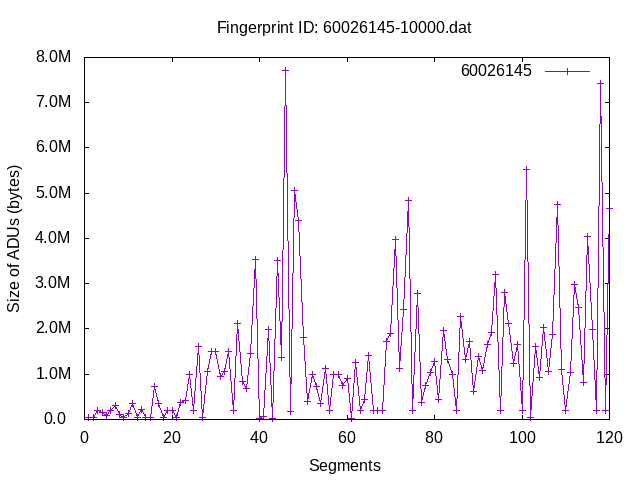 Fingerprint ID: 60026145-10000.dat
60026145
8.0M
7.0M
6.0M
5.0M
4.0M
3.0M
2.0M
1.0M
0.0
Size of ADUs (bytes)
0 20 40 60 80 100 120
Segments